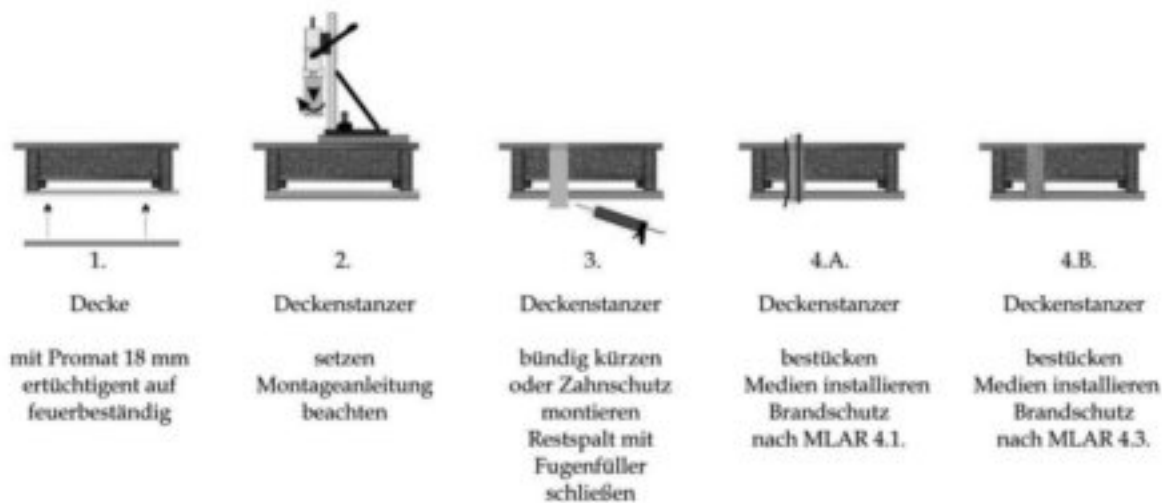 1.
Decke
mit Promat 18 mm
ertüchtigent auf
feuerbeständig
2.
Deckenstanzer
setzen
Montageanleitung
beachten
3.
Deckenstanzer
bündig kürzen
oder Zahnschutz
montieren
Restspalt mit
Fugenfüller
schließen
4.A.
Deckenstanzer
bestücken
Medien installieren
Brandschutz
nach MLAR 4.1.
4.B.
Deckenstanzer
bestücken
Medien installieren
Brandschutz
nach MLAR 4.3.